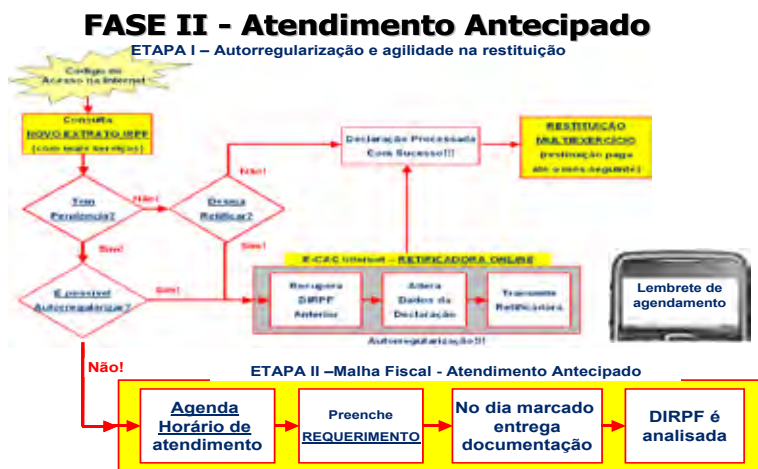 FASE II - Atendimento Antecipado
ETAPA I – Autorregularização e agilidade na restituição
Código de
Acesso na Internet
Consulta
NOVO EXTRATO IRPF
(com mais serviços)
Declaração Processada
Com Sucesso!!!
RESTITUIÇÃO
MULTIEXERCÍCIO
(restituição paga
até o mês seguinte)
Não!
Tem
Pendência?
Não!
Deseja
Retificar?
Sim!
Sim!
E-CAC Internet – RETIFICADORA ONLINE
É possível
Autorregularizar?
Sim!
Recupera
DIRPF
Anterior
Altera
Dados da
Declaração
Transmite
Retificadora
Autorregularização!!!
Lembrete de
agendamento
Não!
ETAPA II –Malha Fiscal - Atendimento Antecipado
Agenda
Horário de
atendimento
Preenche
REQUERIMENTO
No dia marcado
entrega
documentação
DIRPF é
analisada